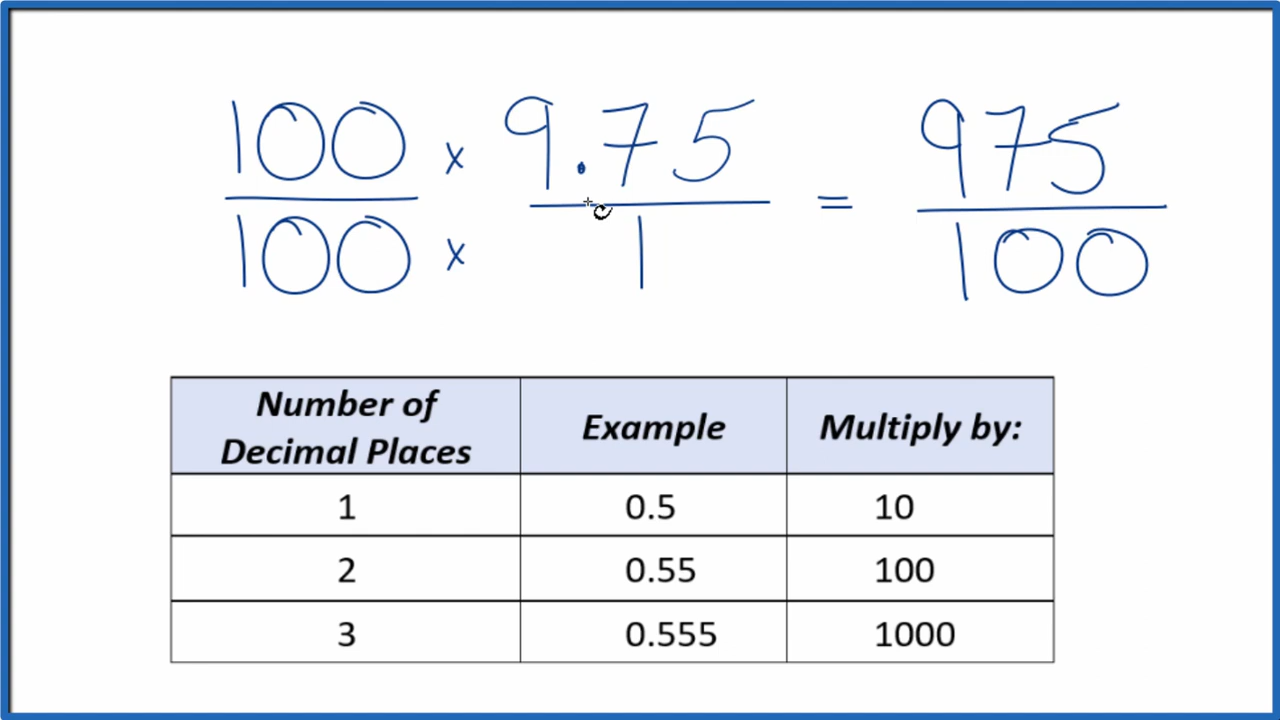 100 × 9.75 = 975
100 × 1 100
Number of Decimal Places Example Multiply by:
1 0.5 10
2 0.55 100
3 0.555 1000